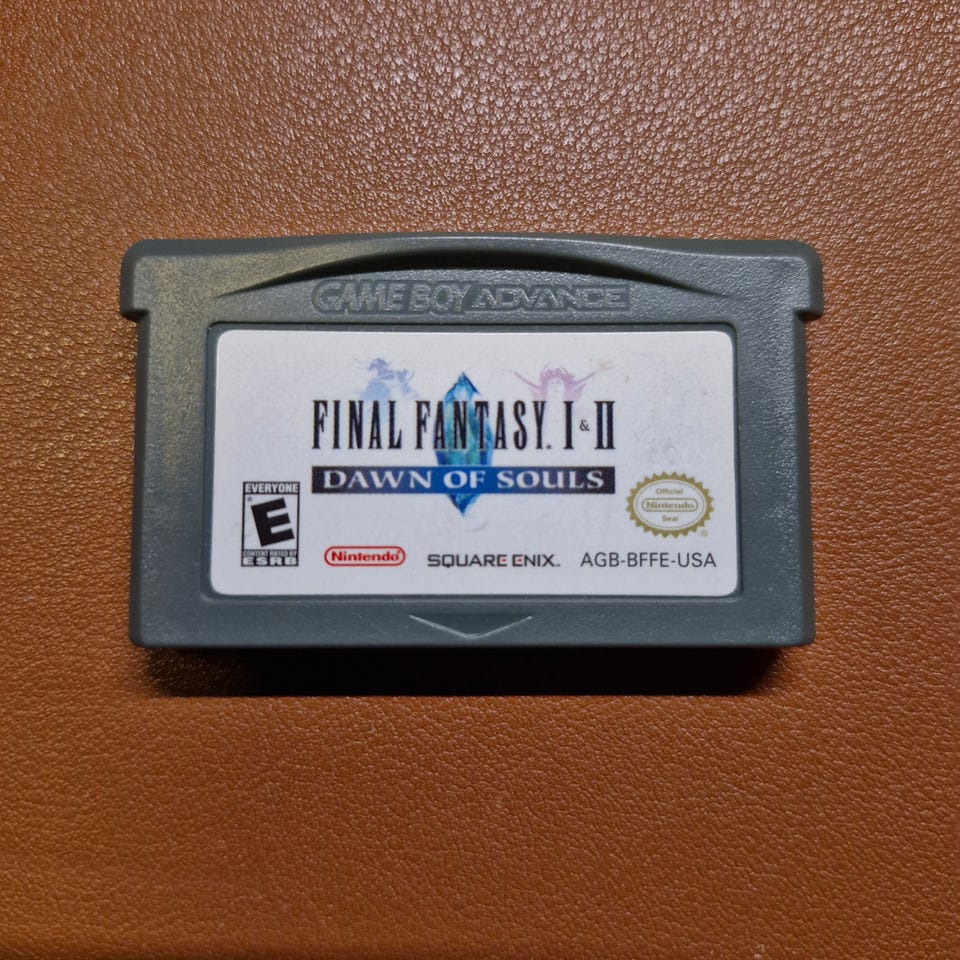 GAME BOY ADVANCE
FINAL FANTASY. I & II
DAWN OF SOULS
EVERYONE
E
CONTENT RATED BY
ESRB
Nintendo®
SQUARE ENIX.
Official
Nintendo
Seal
AGB-BFFE-USA